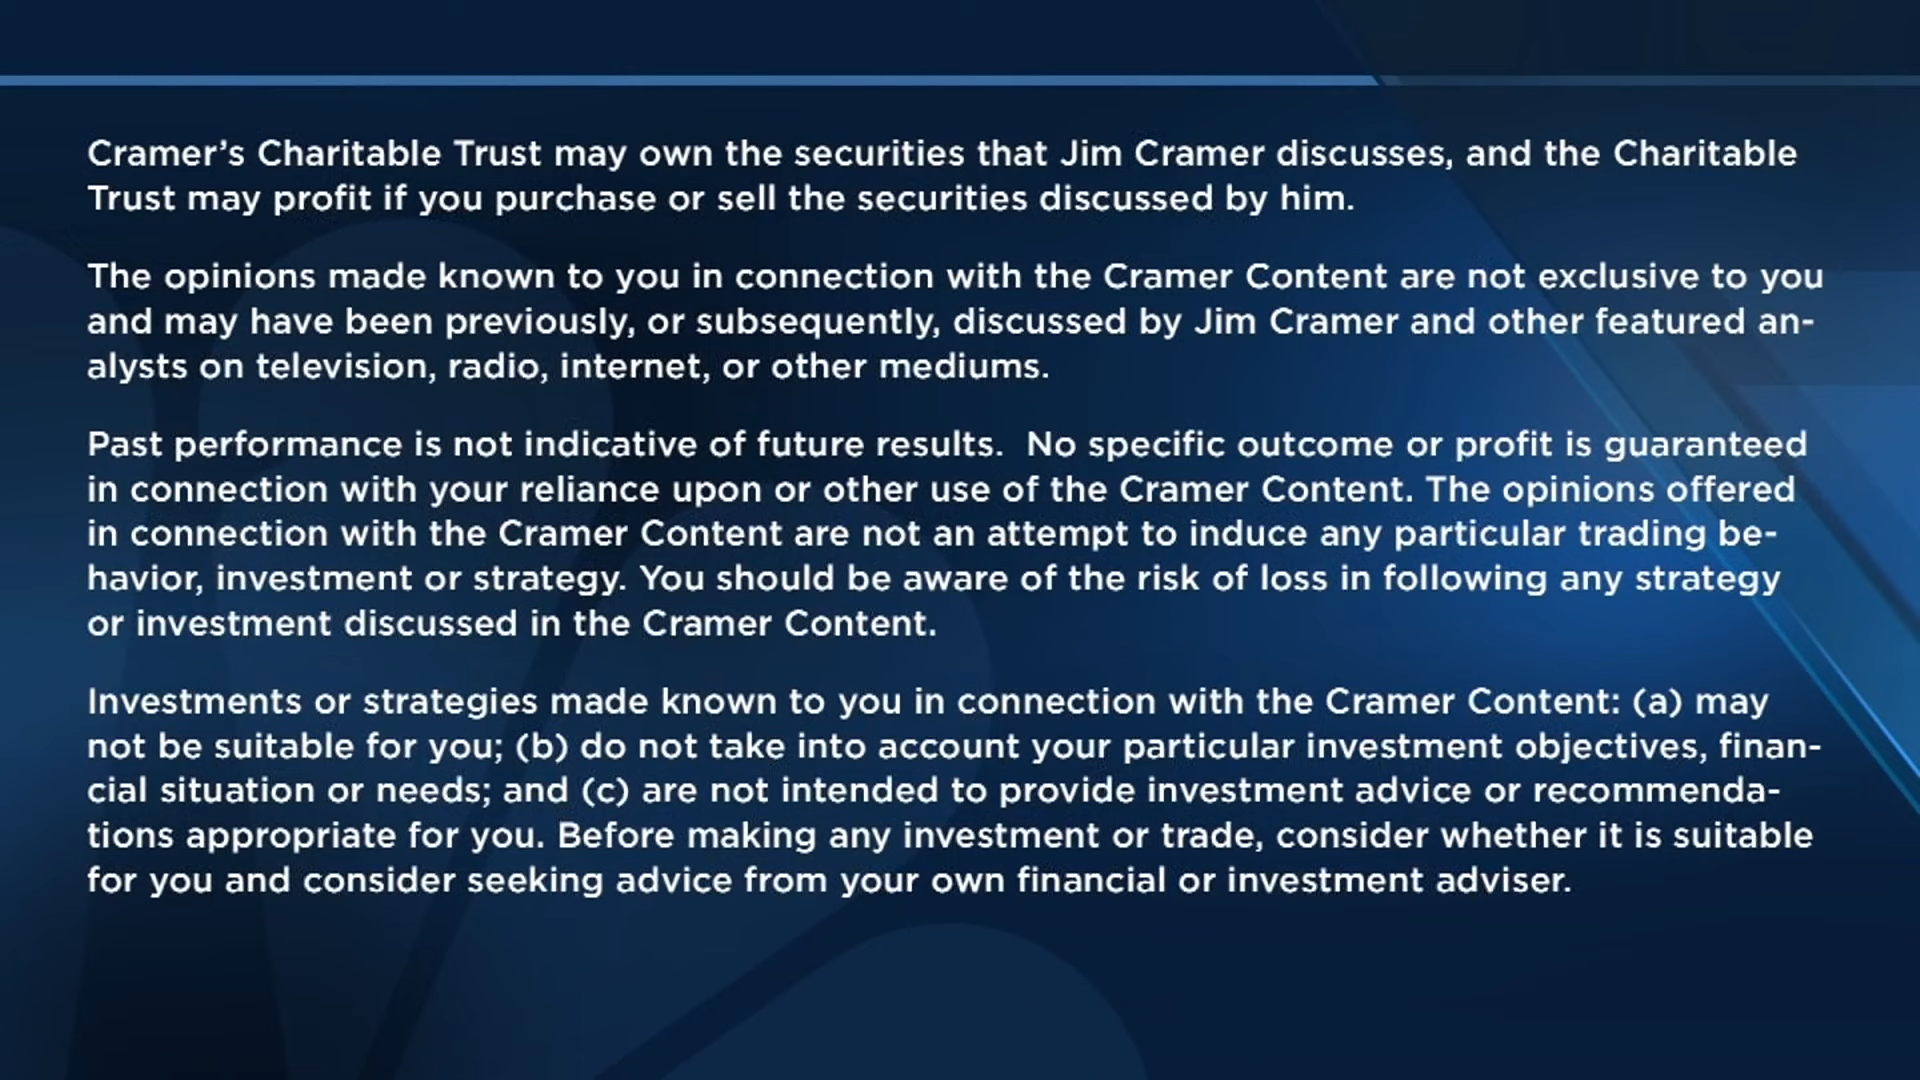 Cramer’s Charitable Trust may own the securities that Jim Cramer discusses, and the Charitable
Trust may profit if you purchase or sell the securities discussed by him.
The opinions made known to you in connection with the Cramer Content are not exclusive to you
and may have been previously, or subsequently, discussed by Jim Cramer and other featured an-
alysts on television, radio, internet, or other mediums.
Past performance is not indicative of future results.  No specific outcome or profit is guaranteed
in connection with your reliance upon or other use of the Cramer Content. The opinions offered
in connection with the Cramer Content are not an attempt to induce any particular trading be-
havior, investment or strategy. You should be aware of the risk of loss in following any strategy
or investment discussed in the Cramer Content.
Investments or strategies made known to you in connection with the Cramer Content: (a) may
not be suitable for you; (b) do not take into account your particular investment objectives, finan-
cial situation or needs; and (c) are not intended to provide investment advice or recommenda-
tions appropriate for you. Before making any investment or trade, consider whether it is suitable
for you and consider seeking advice from your own financial or investment adviser.